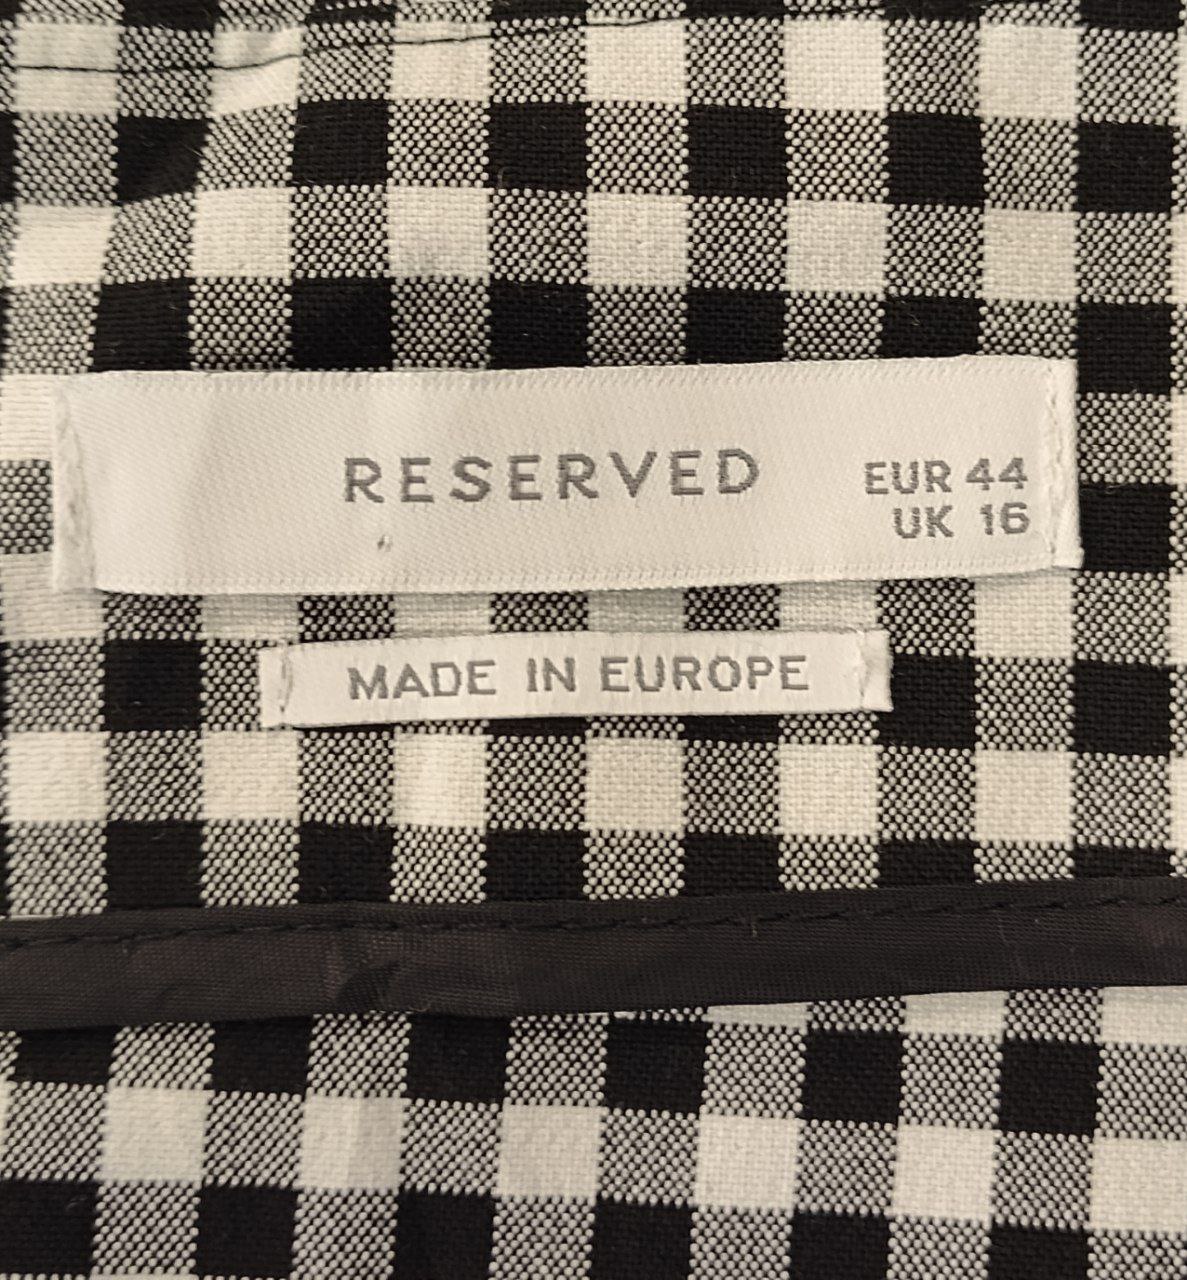 RESERVED
EUR 44
UK 16
MADE IN EUROPE